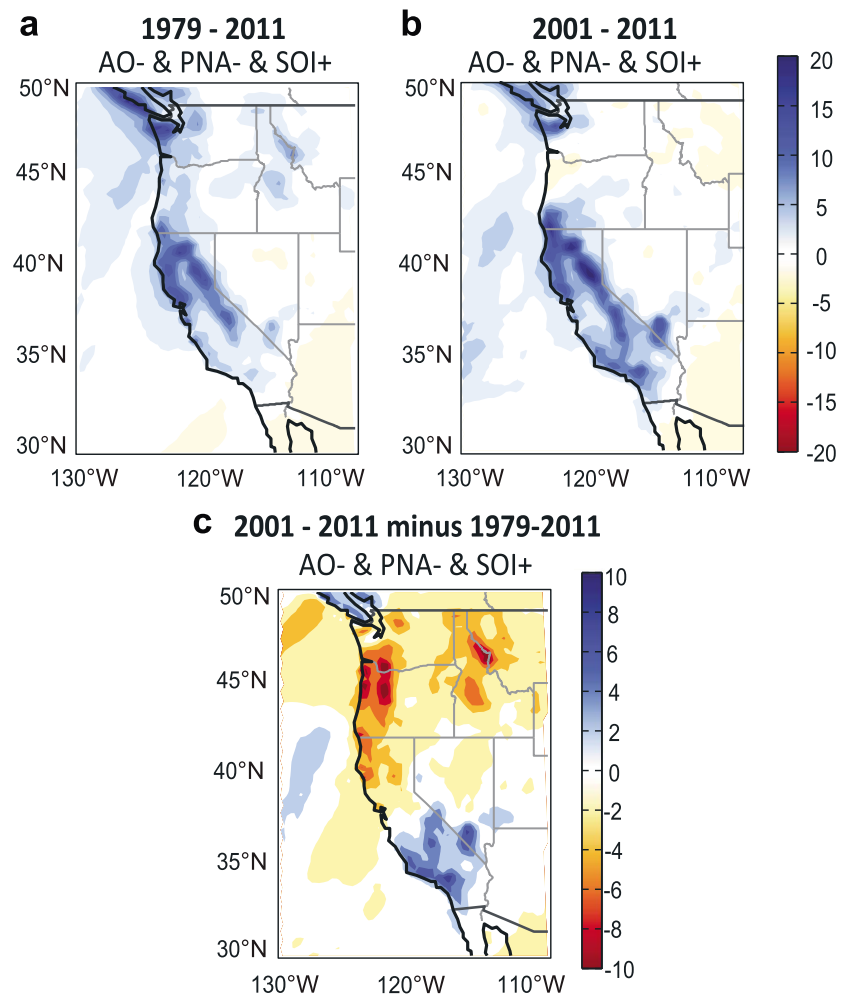 a
1979 - 2011
AO- & PNA- & SOI+
50°N
45°N
40°N
35°N
30°N
130°W
120°W
110°W
b
2001 - 2011
AO- & PNA- & SOI+
50°N
45°N
40°N
35°N
30°N
130°W
120°W
110°W
20
15
10
5
0
-5
-10
-15
-20
c
2001 - 2011 minus 1979-2011
AO- & PNA- & SOI+
50°N
45°N
40°N
35°N
30°N
130°W
120°W
110°W
10
8
6
4
2
0
-2
-4
-6
-8
-10